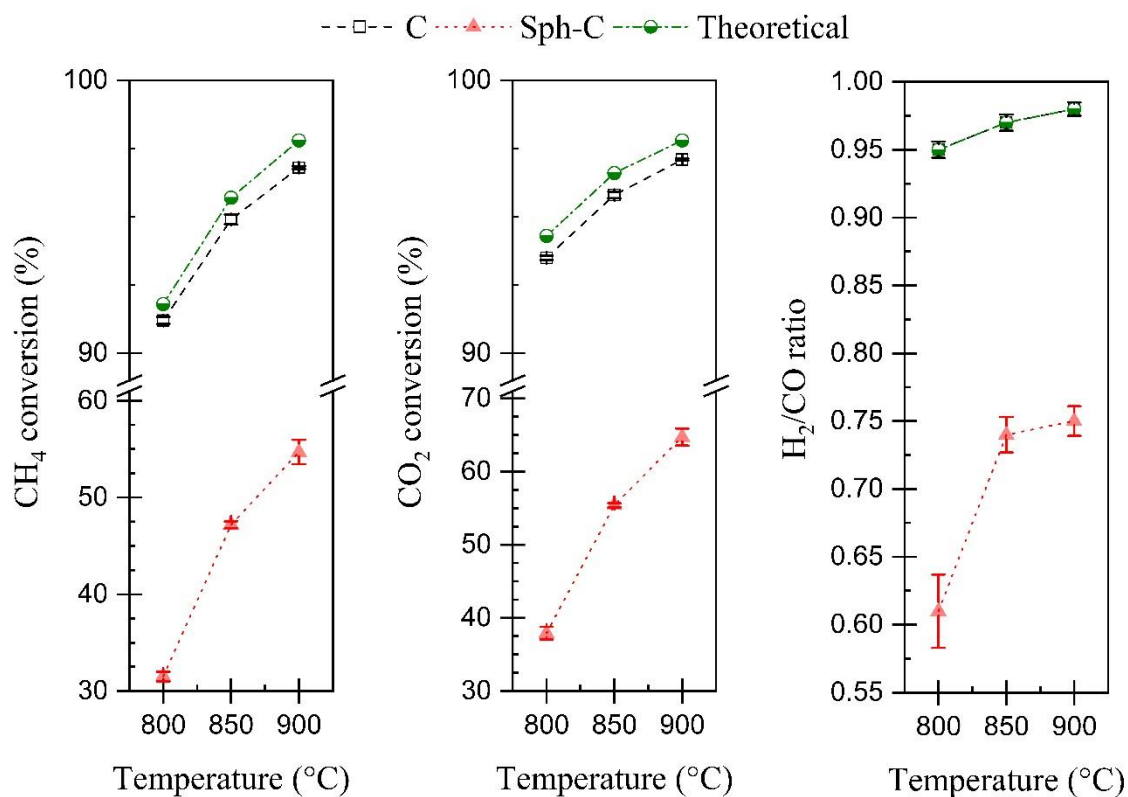 C Sph-C Theoretical
CH₄ conversion (%)
100
90
60
50
40
30
800 850 900
Temperature (°C)
CO₂ conversion (%)
100
90
70
60
50
40
30
800 850 900
Temperature (°C)
H₂/CO ratio
1.00
0.95
0.90
0.85
0.80
0.75
0.70
0.65
0.60
0.55
800 850 900
Temperature (°C)